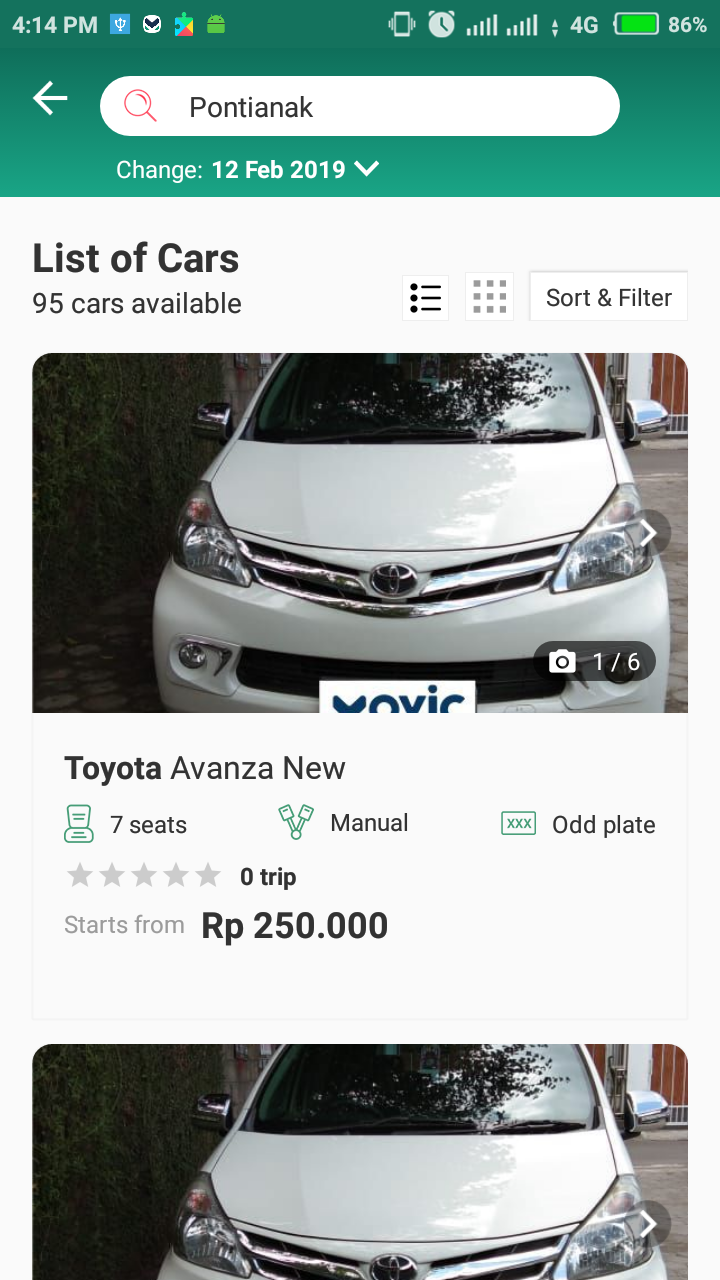 4:14 PM 4G 86%
Pontianak
Change: 12 Feb 2019
List of Cars
95 cars available
Sort & Filter
1 / 6
Movic
Toyota Avanza New
7 seats Manual XXX Odd plate
0 trip
Starts from Rp 250.000